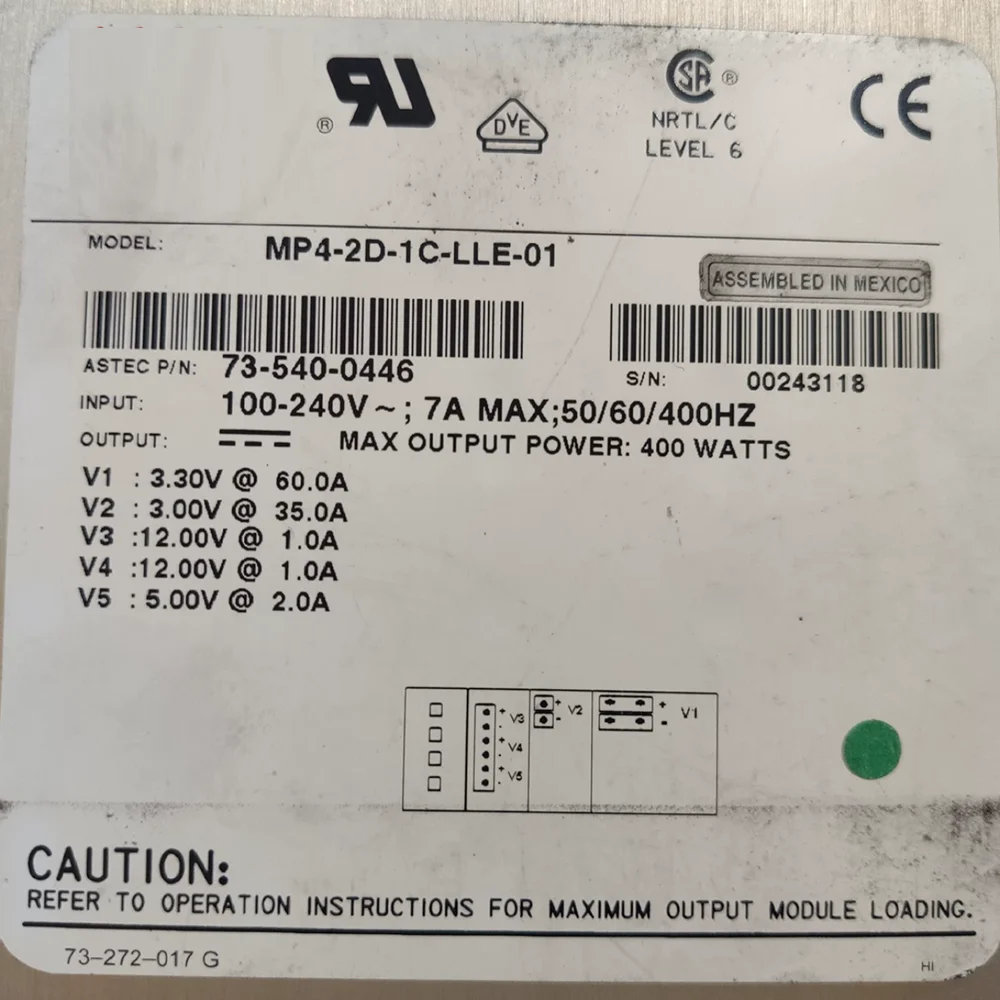 RU ®
DVE
SA ®
NRTL/C
LEVEL 6
CE
MODEL: MP4-2D-1C-LLE-01
ASSEMBLED IN MEXICO
ASTEC P/N: 73-540-0446
S/N: 00243118
INPUT: 100-240V~; 7A MAX;50/60/400HZ
OUTPUT: MAX OUTPUT POWER: 400 WATTS
V1 : 3.30V @ 60.0A
V2 : 3.00V @ 35.0A
V3 :12.00V @ 1.0A
V4 :12.00V @ 1.0A
V5 : 5.00V @ 2.0A
+ V3 -
+ V4 -
+ V5 -
+ V2 -
+ V1 -
CAUTION:
REFER TO OPERATION INSTRUCTIONS FOR MAXIMUM OUTPUT MODULE LOADING.
73-272-017 G
HI